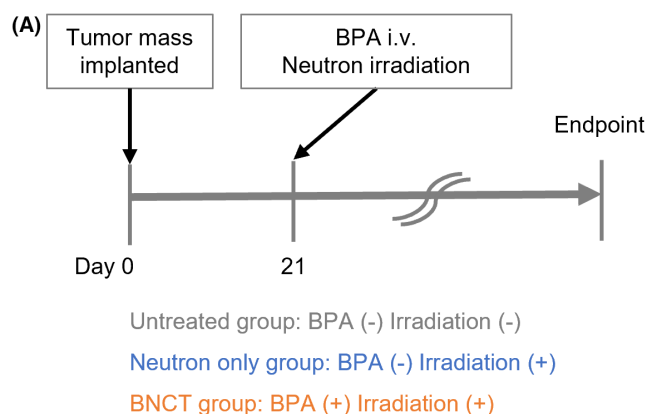 (A)
Tumor mass
implanted
BPA i.v.
Neutron irradiation
Endpoint
Day 0
21
Untreated group: BPA (-) Irradiation (-)
Neutron only group: BPA (-) Irradiation (+)
BNCT group: BPA (+) Irradiation (+)